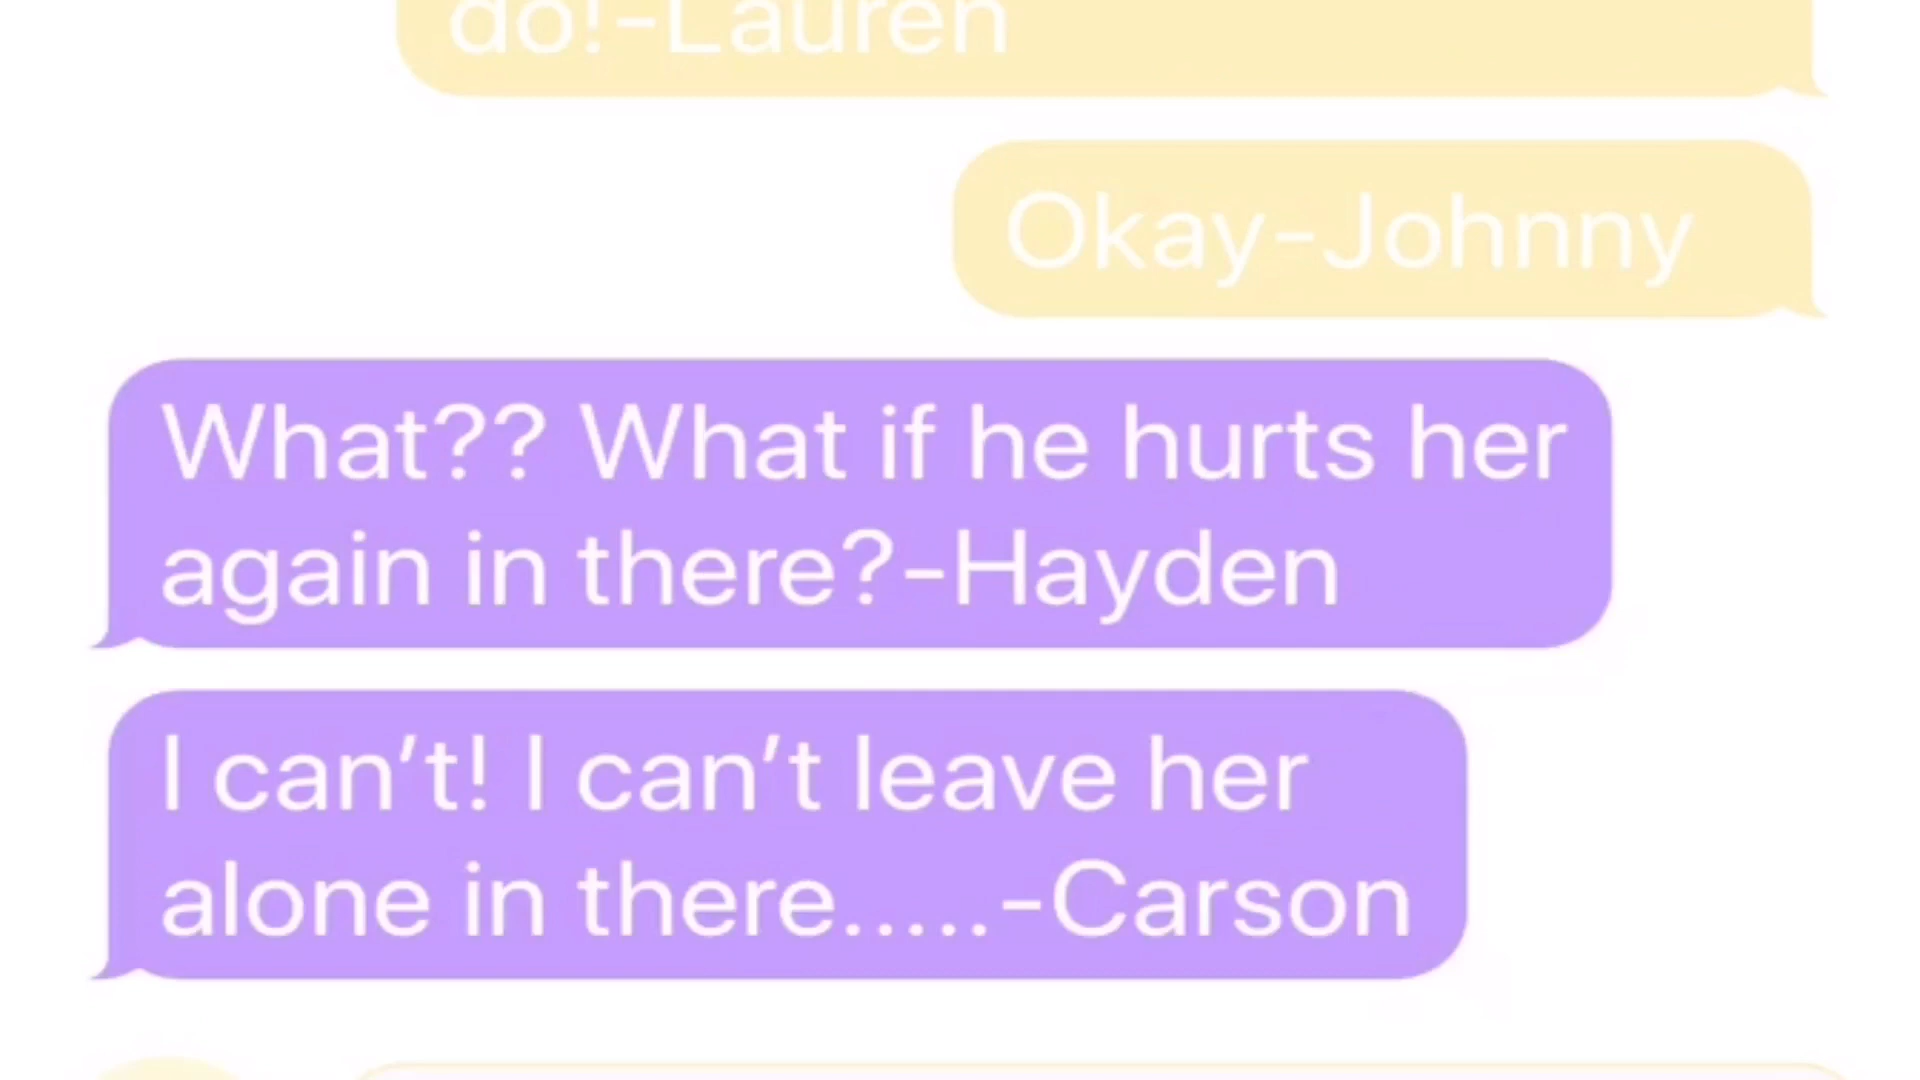 do!-Lauren
Okay-Johnny
What?? What if he hurts her
again in there?-Hayden
I can’t! I can’t leave her
alone in there.....-Carson